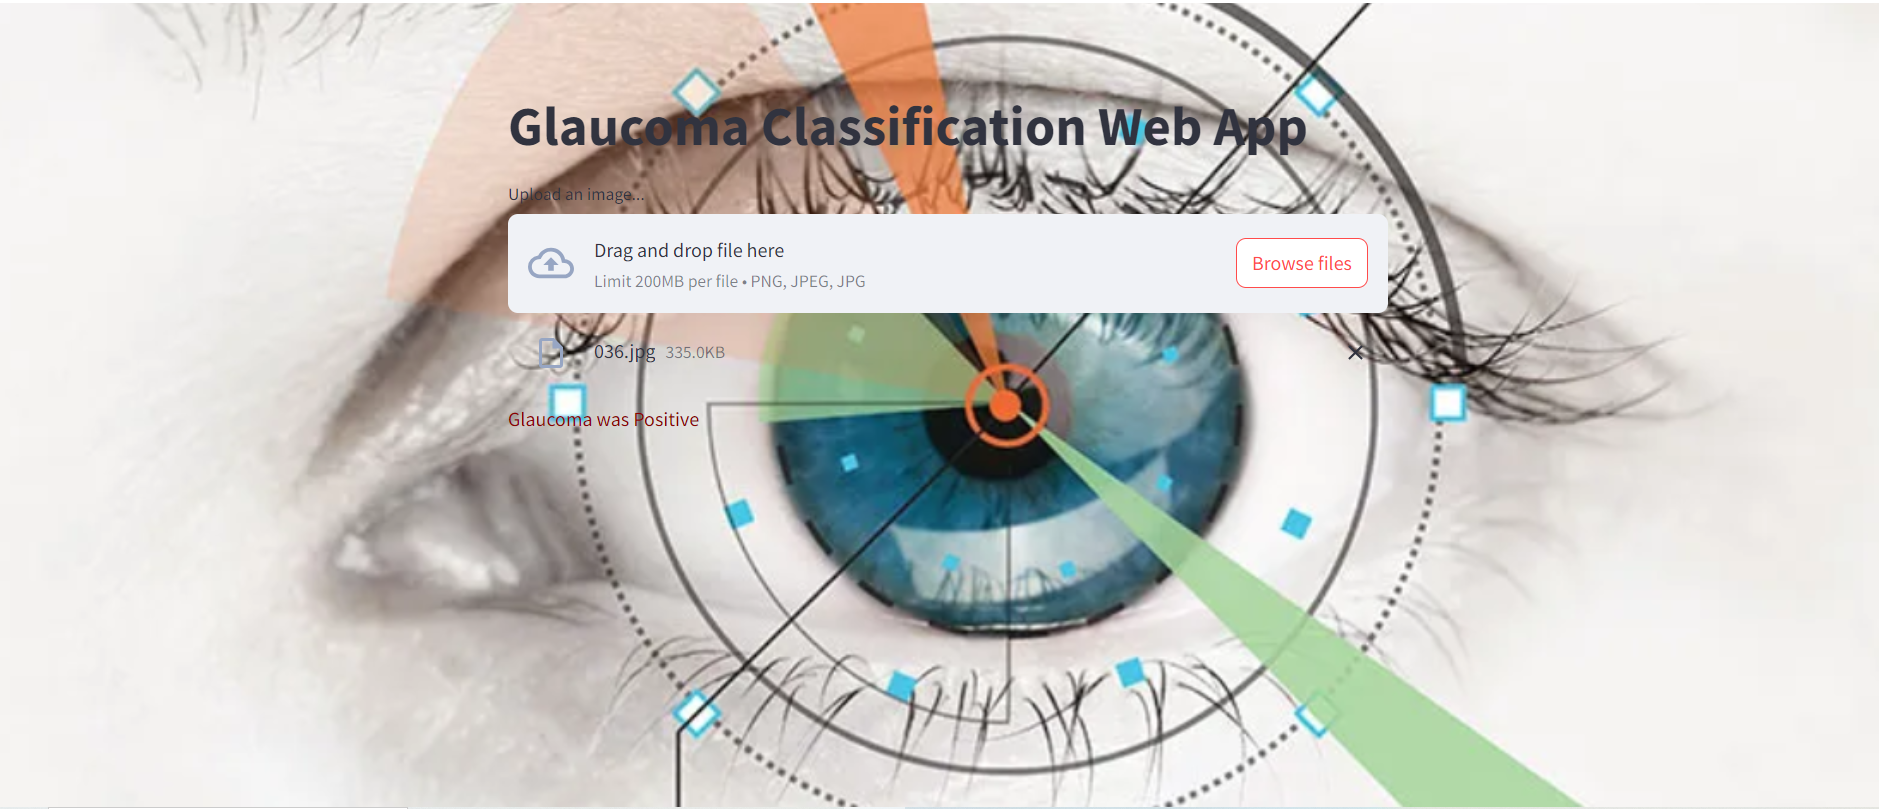 Glaucoma Classification Web App
Upload an image...
Drag and drop file here
Limit 200MB per file • PNG, JPEG, JPG
Browse files
036.jpg 335.0KB
Glaucoma was Positive